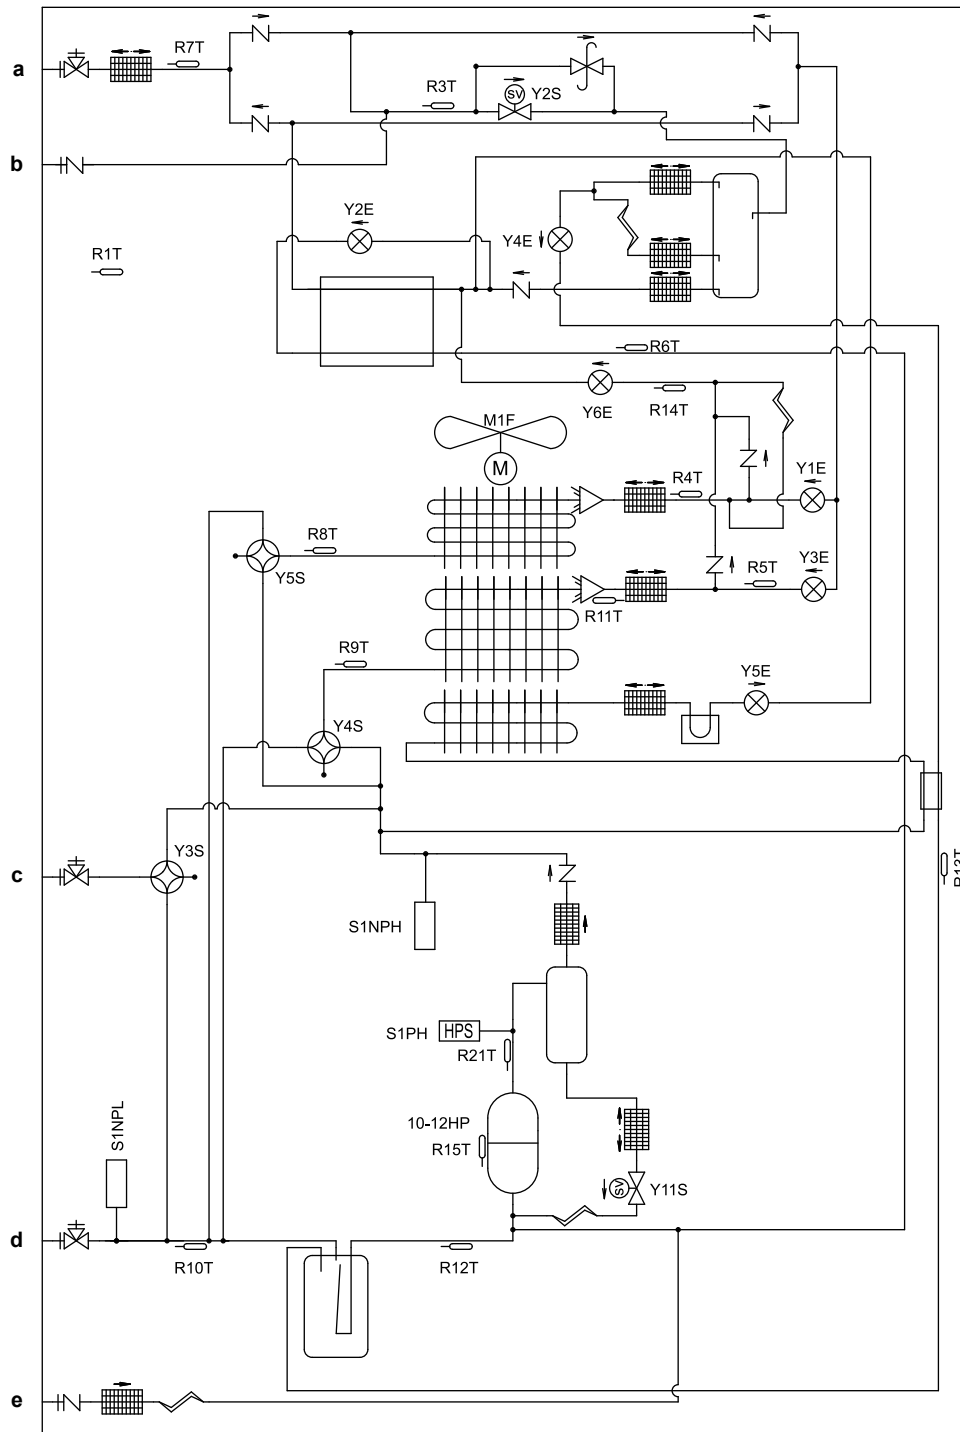 a
R7T
R3T
SV
Y2S
b
Y2E
Y4E
R1T
R6T
Y6E
R14T
M1F
M
R4T
Y1E
R8T
Y5S
R5T
Y3E
R11T
R9T
Y5E
Y4S
Y3S
c
R13T
S1NPH
S1PH
HPS
R21T
10-12HP
R15T
S1NPL
SV
Y11S
d
R10T
R12T
e